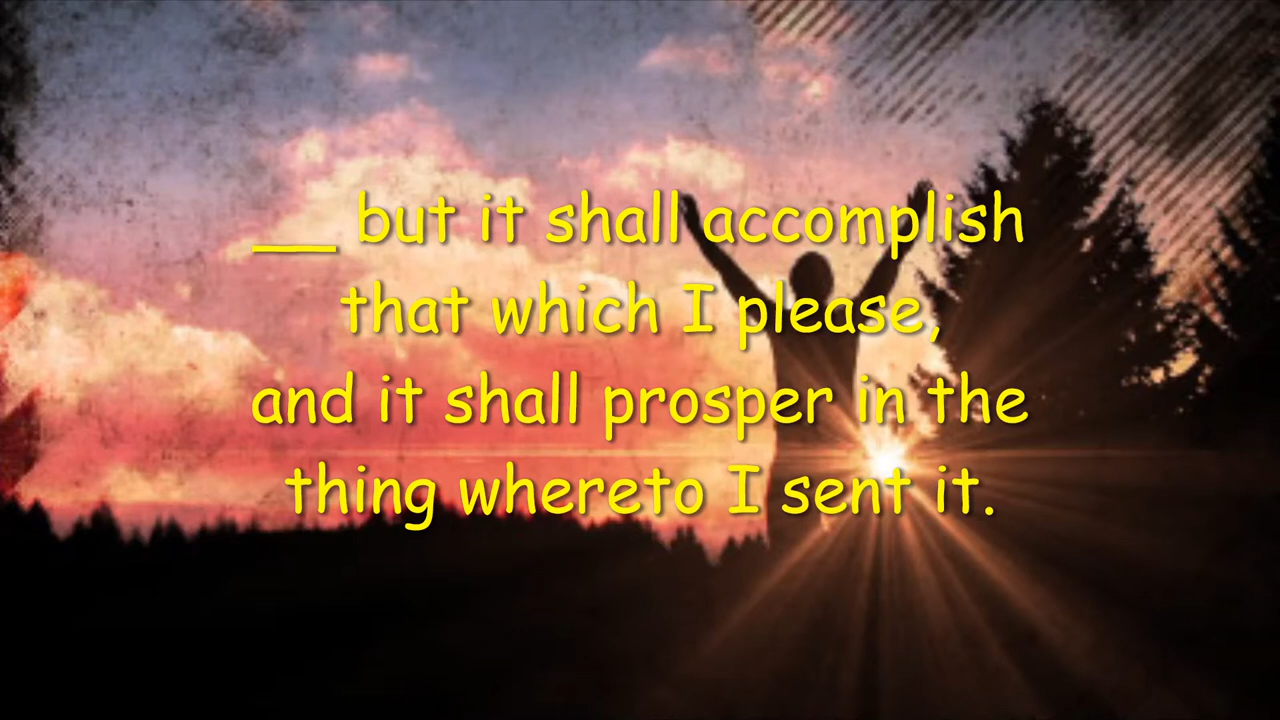 __ but it shall accomplish
that which I please,
and it shall prosper in the
thing whereto I sent it.